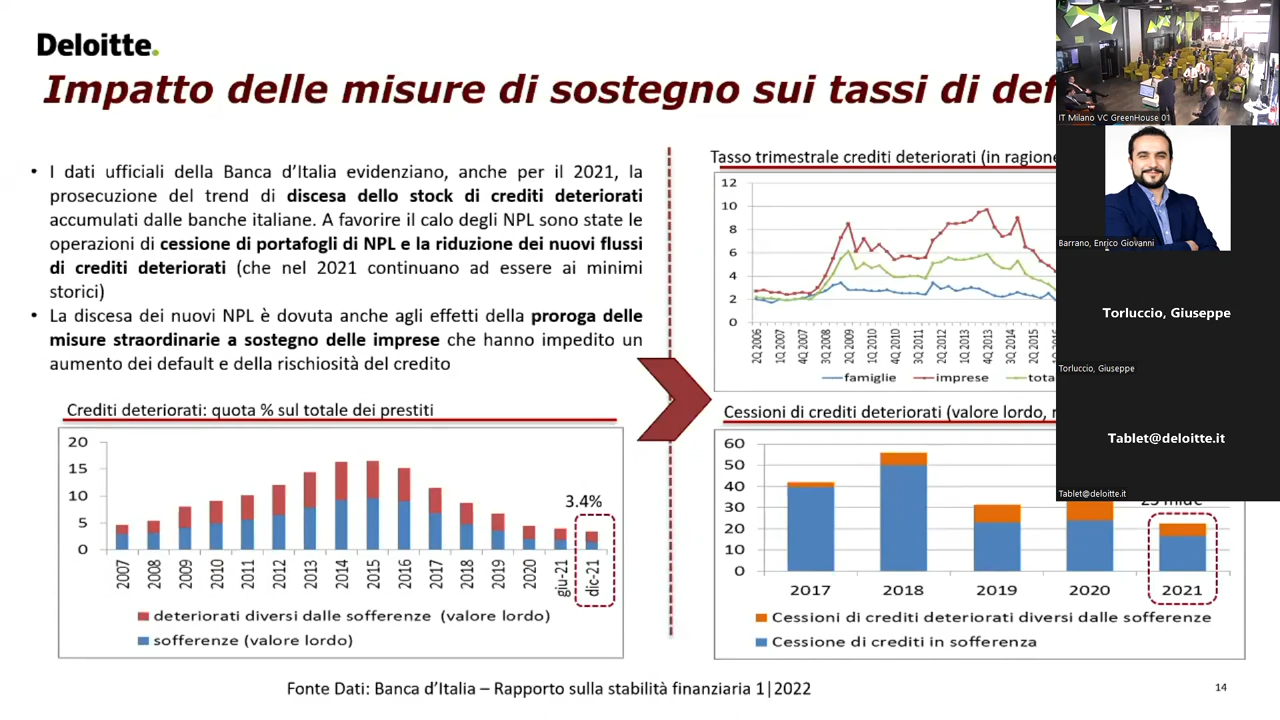 Deloitte.
Impatto delle misure di sostegno sui tassi di def
• I dati ufficiali della Banca d'Italia evidenziano, anche per il 2021, la
prosecuzione del trend di discesa dello stock di crediti deteriorati
accumulati dalle banche italiane. A favorire il calo degli NPL sono state le
operazioni di cessione di portafogli di NPL e la riduzione dei nuovi flussi
di crediti deteriorati (che nel 2021 continuano ad essere ai minimi
storici)
• La discesa dei nuovi NPL è dovuta anche agli effetti della proroga delle
misure straordinarie a sostegno delle imprese che hanno impedito un
aumento dei default e della rischiosità del credito
Crediti deteriorati: quota % sul totale dei prestiti
20
15
10
5
0
3.4%
2007 2008 2009 2010 2011 2012 2013 2014 2015 2016 2017 2018 2019 2020 giu-21 dic-21
deteriorati diversi dalle sofferenze (valore lordo)
sofferenze (valore lordo)
Tasso trimestrale crediti deteriorati (in ragione
12
10
8
6
4
2
0
2Q 2006 1Q 2007 4Q 2007 3Q 2008 2Q 2009 1Q 2010 4Q 2010 3Q 2011 2Q 2012 1Q 2013 4Q 2013 3Q 2014 2Q 2015
famiglie imprese tota
Cessioni di crediti deteriorati (valore lordo,
60
50
40
30
20
10
0
2017 2018 2019 2020 2021
Cessioni di crediti deteriorati diversi dalle sofferenze
Cessione di crediti in sofferenza
IT Milano VC GreenHouse 01
Barrano, Enrico Giovanni
Torluccio, Giuseppe
Torluccio, Giuseppe
Tablet@deloitte.it
Tablet@deloitte.it
Fonte Dati: Banca d'Italia – Rapporto sulla stabilità finanziaria 1|2022
14